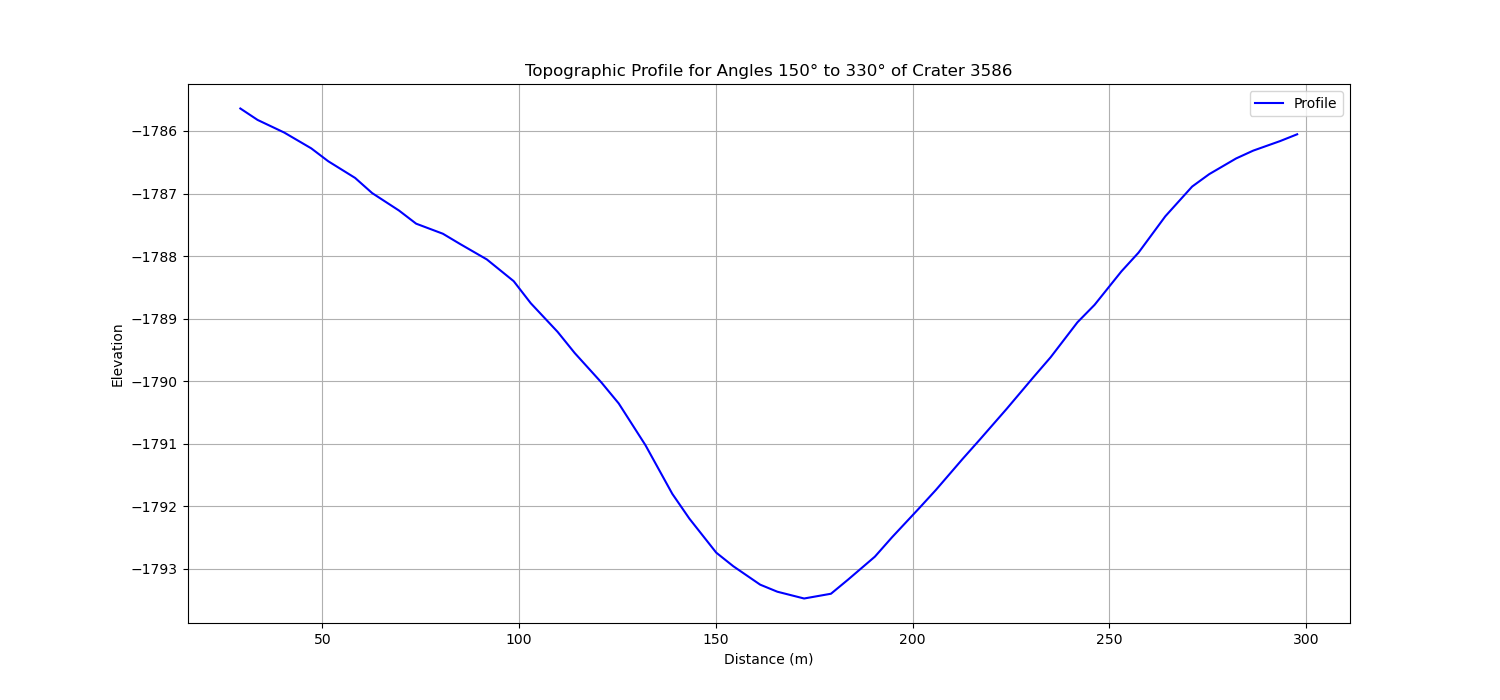 Topographic Profile for Angles 150° to 330° of Crater 3586
Profile
−1786
−1787
−1788
−1789
−1790
−1791
−1792
−1793
Elevation
50 100 150 200 250 300
Distance (m)